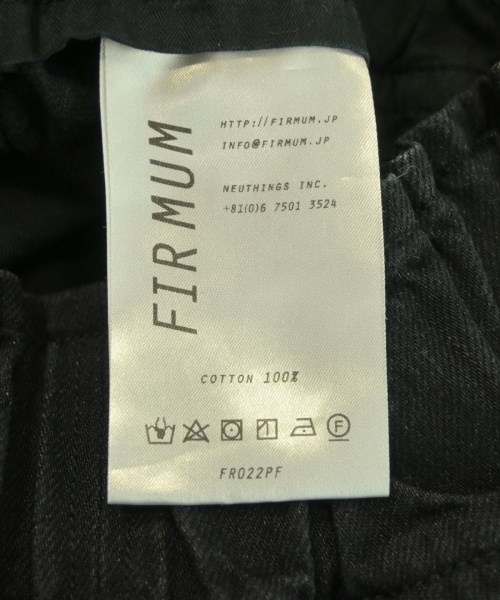 FIRMUM
HTTP://FIRMUM.JP
INFO@FIRMUM.JP
NEUTHINGS INC.
+81(0)6 7501 3524
COTTON 100%
F
FR022PF